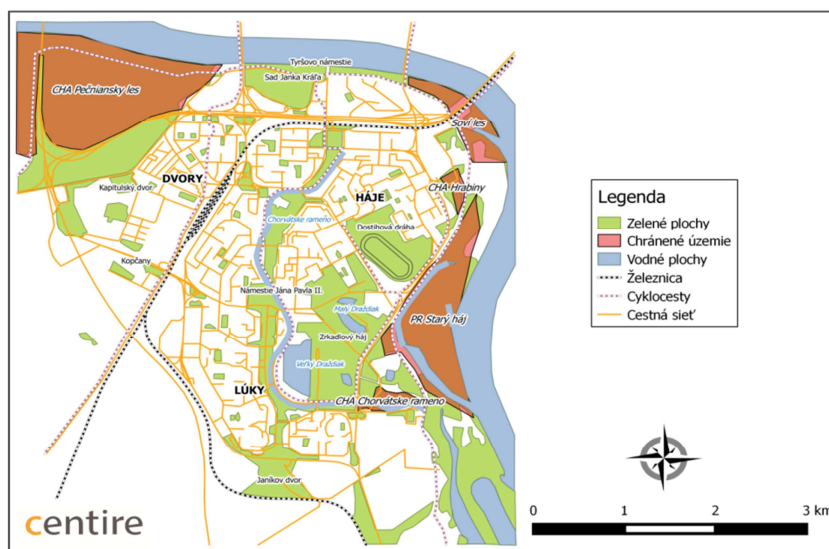 Tyršovo námestie
Sad Janka Kráľa
CHA Pečniansky les
Soví les
DVORY
Kapitulský dvor
HÁJE
CHA Hrabiny
Chorvátske rameno
Dostihová dráha
Kopčany
Námestie Jána Pavla II.
Malý Draždiak
PR Starý háj
Zrkadlový háj
Veľký Draždiak
LÚKY
CHA Chorvátske rameno
Janíkov dvor
centire
Legenda
Zelené plochy
Chránené územie
Vodné plochy
Železnica
Cyklocesty
Cestná sieť
0 1 2 3 km